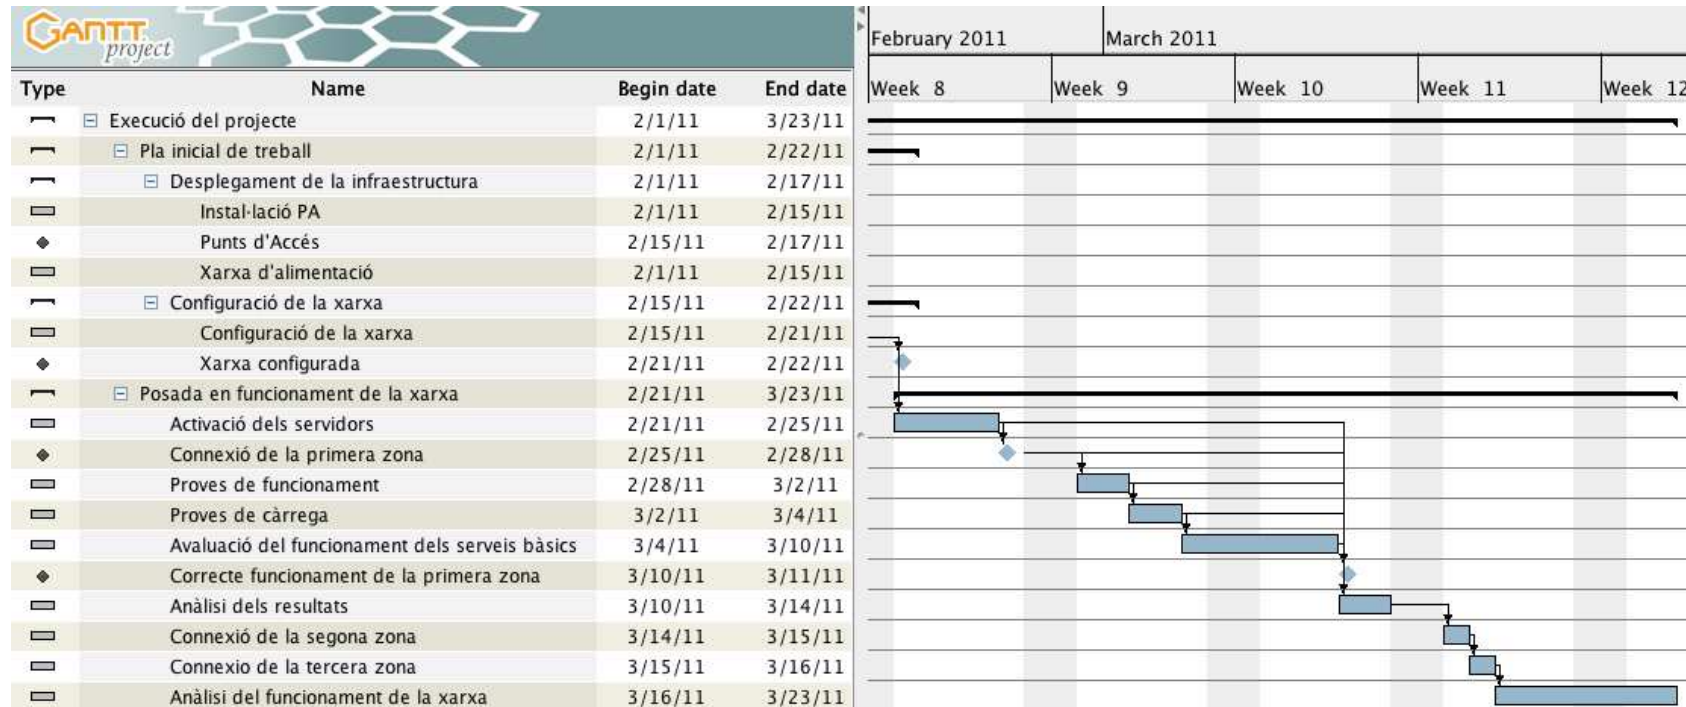 GANTT project
February 2011 March 2011
Type Name Begin date End date Week 8 Week 9 Week 10 Week 11 Week 12
Execució del projecte 2/1/11 3/23/11
Pla inicial de treball 2/1/11 2/22/11
Desplegament de la infraestructura 2/1/11 2/17/11
Instal·lació PA 2/1/11 2/15/11
Punts d'Accés 2/15/11 2/17/11
Xarxa d'alimentació 2/1/11 2/15/11
Configuració de la xarxa 2/15/11 2/22/11
Configuració de la xarxa 2/15/11 2/21/11
Xarxa configurada 2/21/11 2/22/11
Posada en funcionament de la xarxa 2/21/11 3/23/11
Activació dels servidors 2/21/11 2/25/11
Connexió de la primera zona 2/25/11 2/28/11
Proves de funcionament 2/28/11 3/2/11
Proves de càrrega 3/2/11 3/4/11
Avaluació del funcionament dels serveis bàsics 3/4/11 3/10/11
Correcte funcionament de la primera zona 3/10/11 3/11/11
Anàlisi dels resultats 3/10/11 3/14/11
Connexió de la segona zona 3/14/11 3/15/11
Connexio de la tercera zona 3/15/11 3/16/11
Anàlisi del funcionament de la xarxa 3/16/11 3/23/11